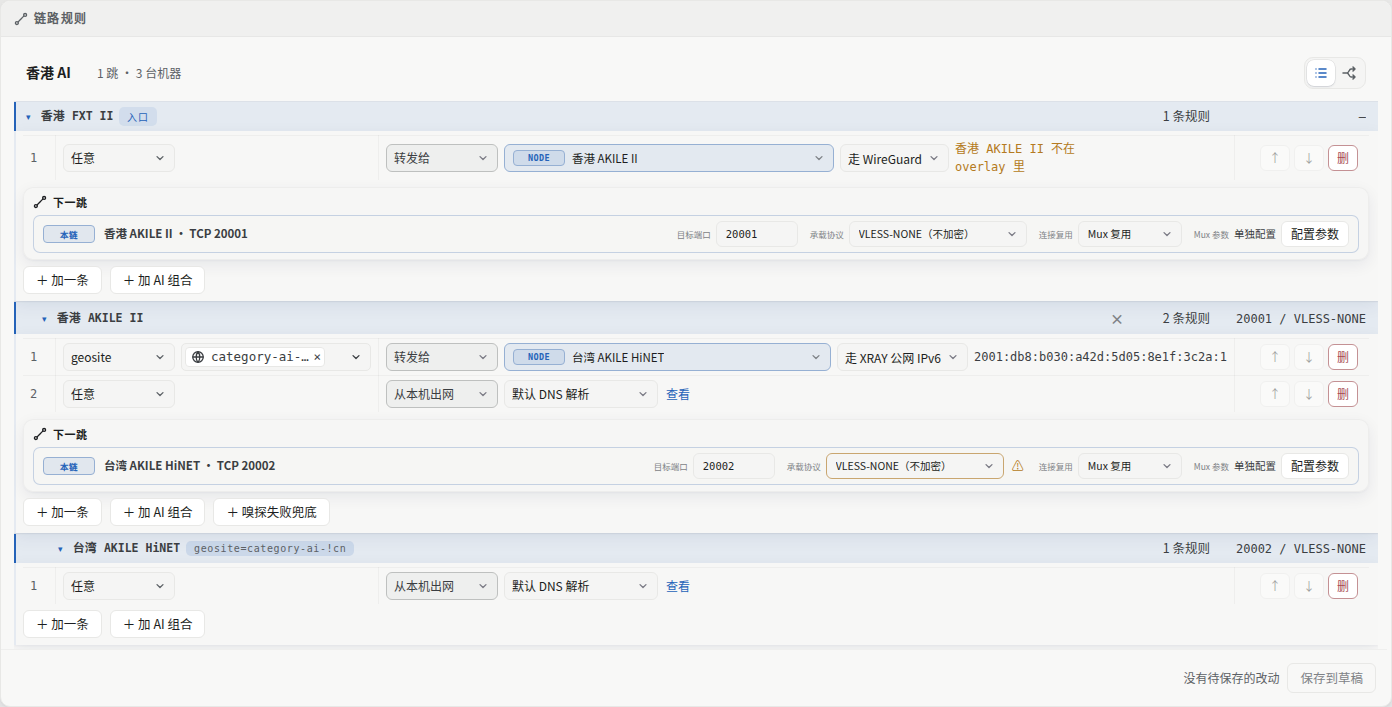 链路规则
香港 AI 1 跳 · 3 台机器
▾ 香港 FXT II 入口 1 条规则 −
1 任意 转发给 NODE 香港 AKILE II 走 WireGuard 香港 AKILE II 不在
overlay 里
↑ ↓ 删
下一跳
本链 香港 AKILE II · TCP 20001 目标端口 20001 承载协议 VLESS-NONE（不加密） 连接复用 Mux 复用 Mux 参数 单独配置 配置参数
＋ 加一条 ＋ 加 AI 组合
▾ 香港 AKILE II × 2 条规则 20001 / VLESS-NONE
1 geosite category-ai-… × 转发给 NODE 台湾 AKILE HiNET 走 XRAY 公网 IPv6 2001:db8:b030:a42d:5d05:8e1f:3c2a:1 ↑ ↓ 删
2 任意 从本机出网 默认 DNS 解析 查看 ↑ ↓ 删
下一跳
本链 台湾 AKILE HiNET · TCP 20002 目标端口 20002 承载协议 VLESS-NONE（不加密） 连接复用 Mux 复用 Mux 参数 单独配置 配置参数
＋ 加一条 ＋ 加 AI 组合 ＋ 嗅探失败兜底
▾ 台湾 AKILE HiNET geosite=category-ai-!cn 1 条规则 20002 / VLESS-NONE
1 任意 从本机出网 默认 DNS 解析 查看 ↑ ↓ 删
＋ 加一条 ＋ 加 AI 组合
没有待保存的改动 保存到草稿